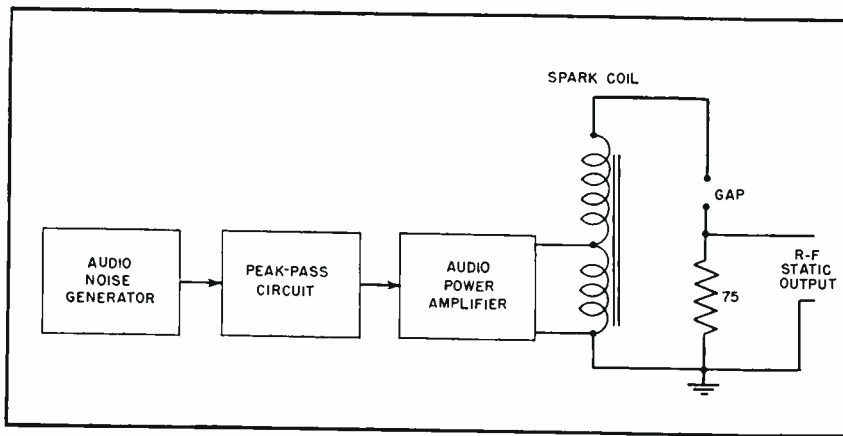 SPARK COIL
GAP
AUDIO
NOISE
GENERATOR
PEAK-PASS
CIRCUIT
AUDIO
POWER
AMPLIFIER
75
R-F
STATIC
OUTPUT